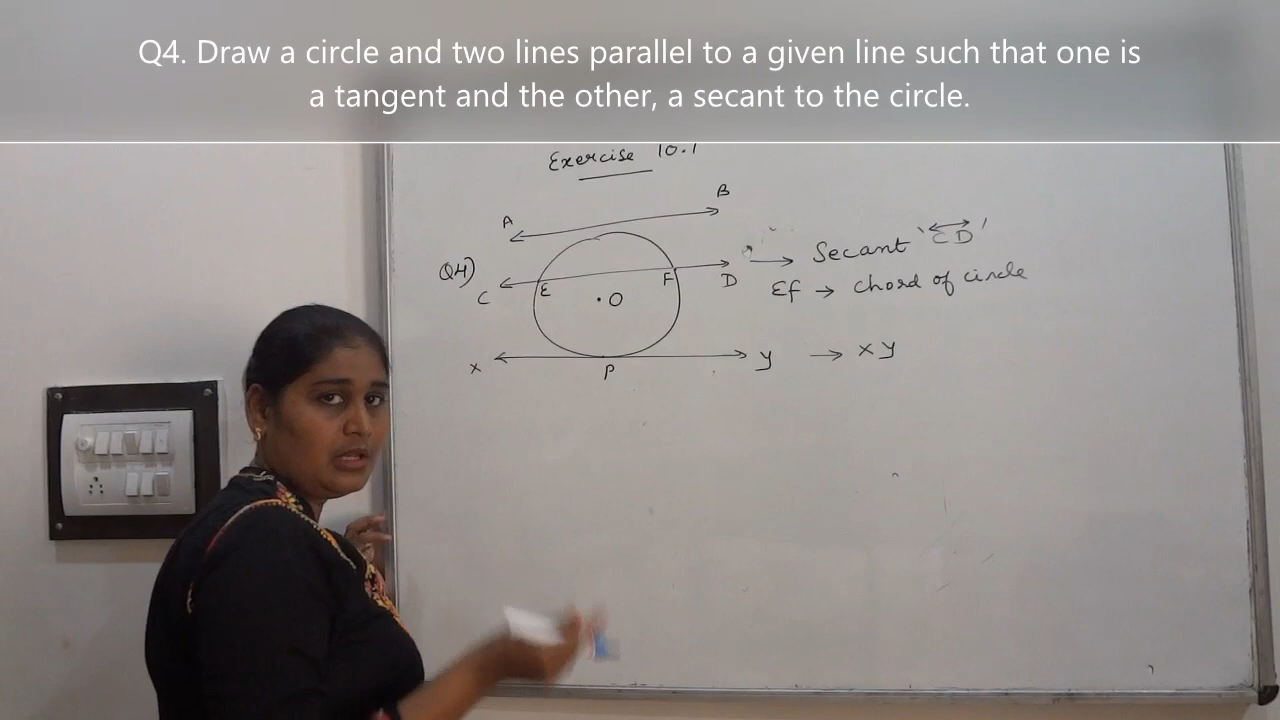 Q4. Draw a circle and two lines parallel to a given line such that one is
a tangent and the other, a secant to the circle.
Exercise 10.1
A B
Q4) C E F D → Secant 'CD'
Ef → chord of circle
• O
x P y → xy